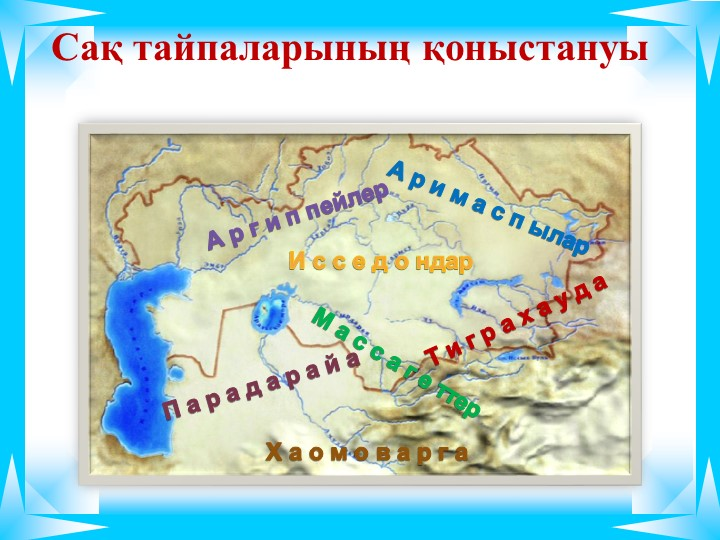 Сақ тайпаларының қоныстануы
Аримаспылар
Аргиппейлер
Исседондар
Тиграхауда
Массагеттер
Парадарайа
Хаомоварга